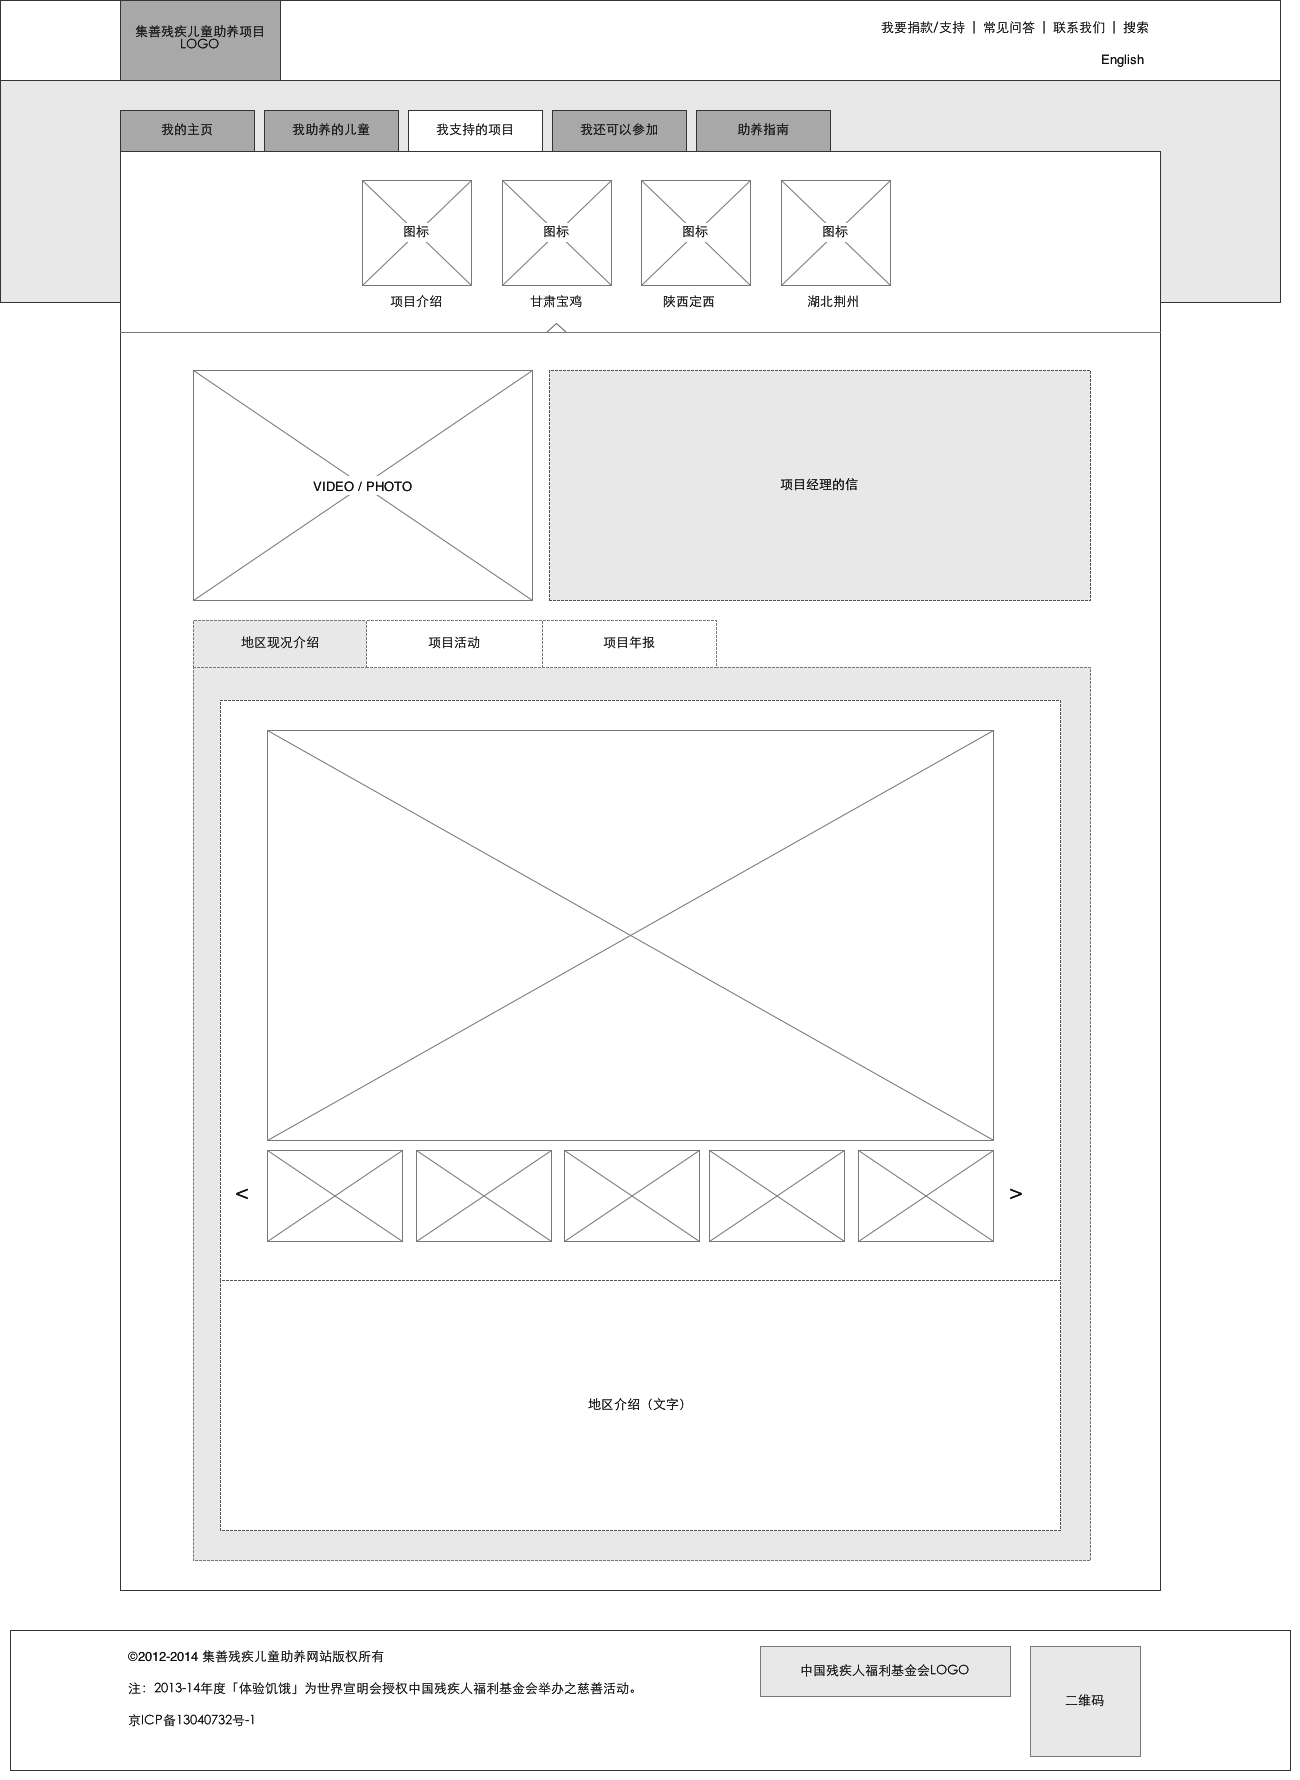 集善残疾儿童助养项目
LOGO
我要捐款/支持 | 常见问答 | 联系我们 | 搜索
English
我的主页
我助养的儿童
我支持的项目
我还可以参加
助养指南
图标
图标
图标
图标
项目介绍
甘肃宝鸡
陕西定西
湖北荆州
VIDEO / PHOTO
项目经理的信
地区现况介绍
项目活动
项目年报
<
>
地区介绍（文字）
©2012-2014 集善残疾儿童助养网站版权所有
注：2013-14年度「体验饥饿」为世界宣明会授权中国残疾人福利基金会举办之慈善活动。
京ICP备13040732号-1
中国残疾人福利基金会LOGO
二维码